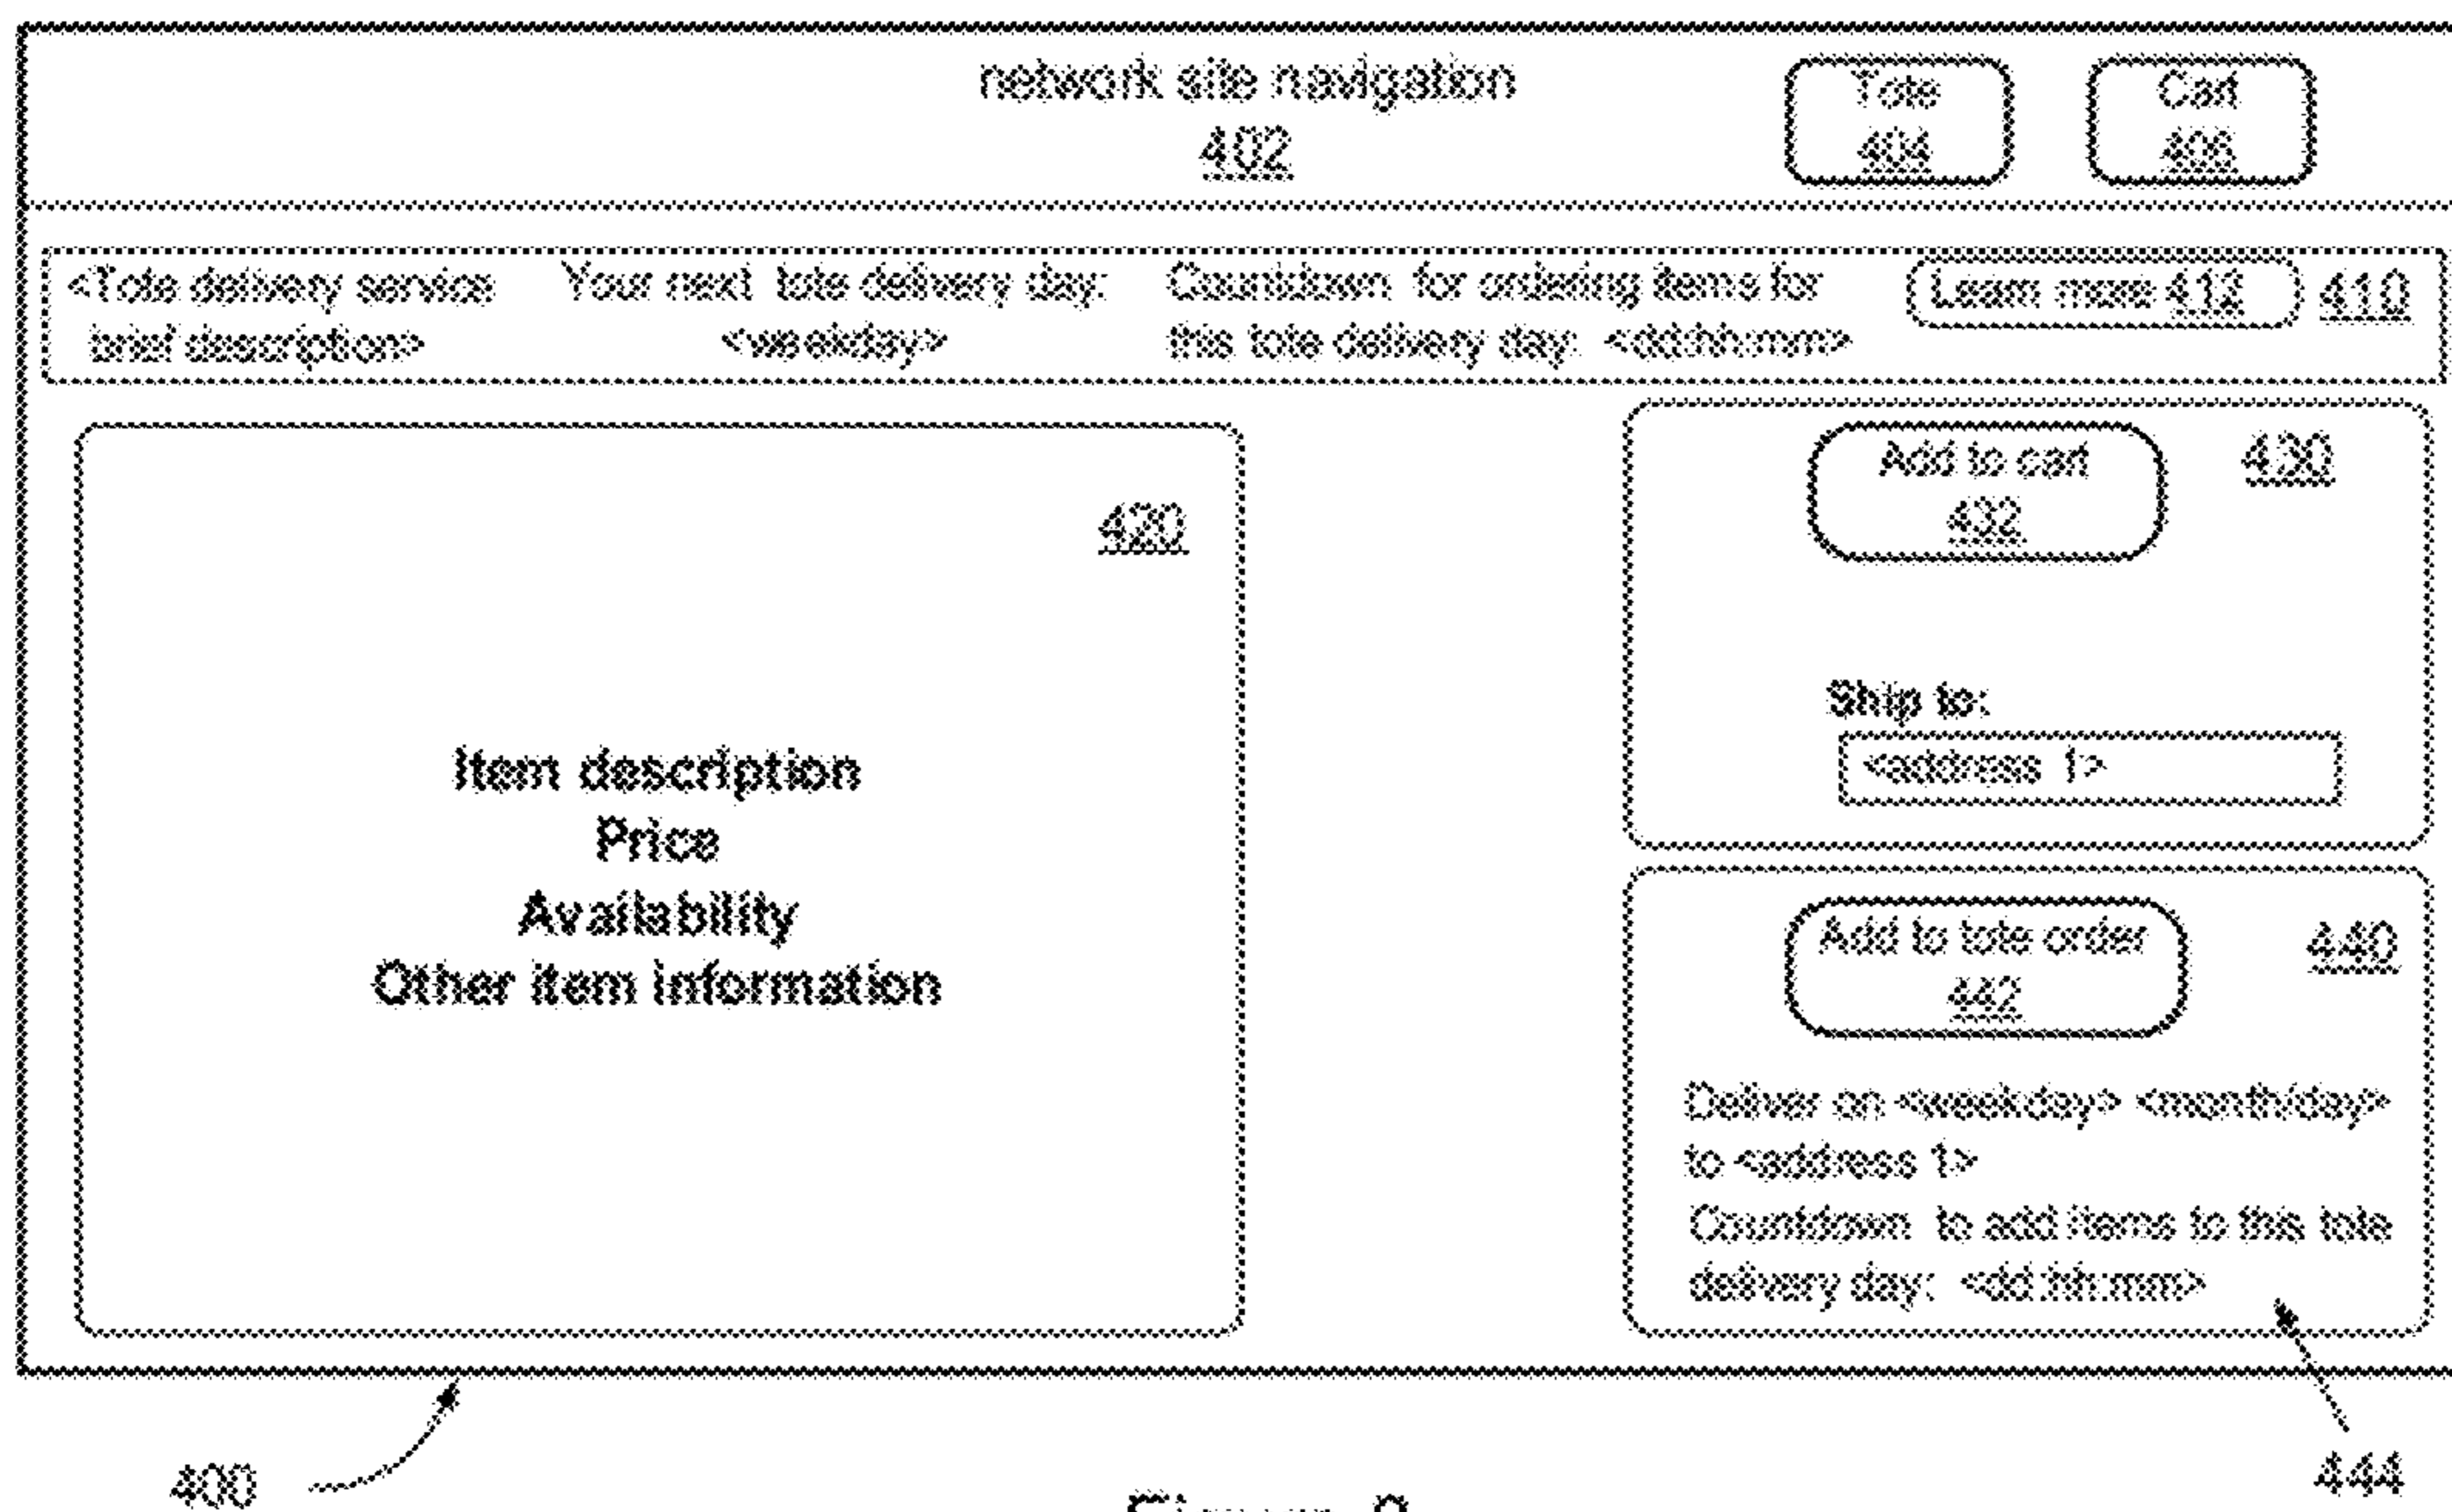 network site navigation
402
Tote
404
Cart
406
<Tote delivery service
brief description>
Your next tote delivery day:
<weekday>
Countdown for ordering items for
this tote delivery day: <dd:hh:mm>
Learn more 412
410
420
Item description
Price
Availability
Other item information
Add to cart
432
430
Ship to:
<address 1>
Add to tote order
442
440
Deliver on <weekday> <month/day>
to <address 1>
Countdown to add items to this tote
delivery day: <dd:hh:mm>
400
444
Figure